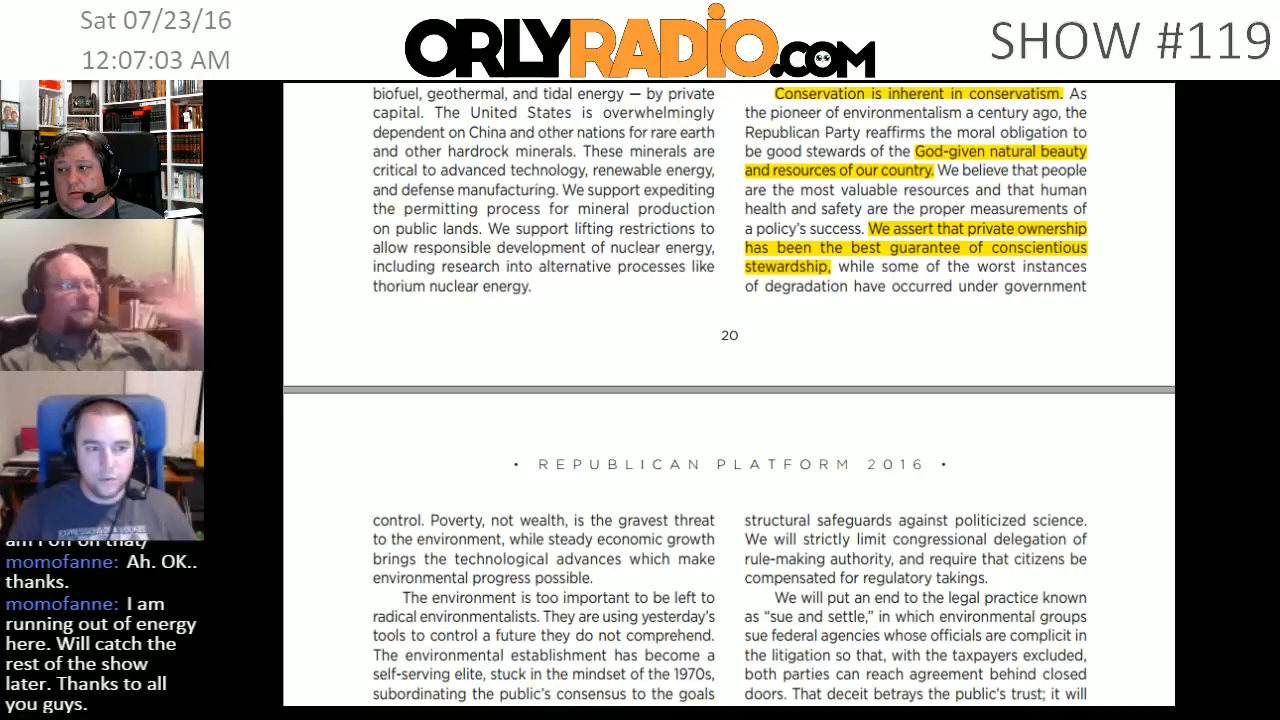 Sat 07/23/16
12:07:03 AM
ORLYRADIO.COM
SHOW #119
biofuel, geothermal, and tidal energy — by private
capital. The United States is overwhelmingly
dependent on China and other nations for rare earth
and other hardrock minerals. These minerals are
critical to advanced technology, renewable energy,
and defense manufacturing. We support expediting
the permitting process for mineral production
on public lands. We support lifting restrictions to
allow responsible development of nuclear energy,
including research into alternative processes like
thorium nuclear energy.
Conservation is inherent in conservatism. As
the pioneer of environmentalism a century ago, the
Republican Party reaffirms the moral obligation to
be good stewards of the God-given natural beauty
and resources of our country. We believe that people
are the most valuable resources and that human
health and safety are the proper measurements of
a policy's success. We assert that private ownership
has been the best guarantee of conscientious
stewardship, while some of the worst instances
of degradation have occurred under government
20
• REPUBLICAN PLATFORM 2016 •
control. Poverty, not wealth, is the gravest threat
to the environment, while steady economic growth
brings the technological advances which make
environmental progress possible.
The environment is too important to be left to
radical environmentalists. They are using yesterday's
tools to control a future they do not comprehend.
The environmental establishment has become a
self-serving elite, stuck in the mindset of the 1970s,
subordinating the public's consensus to the goals
structural safeguards against politicized science.
We will strictly limit congressional delegation of
rule-making authority, and require that citizens be
compensated for regulatory takings.
We will put an end to the legal practice known
as "sue and settle," in which environmental groups
sue federal agencies whose officials are complicit in
the litigation so that, with the taxpayers excluded,
both parties can reach agreement behind closed
doors. That deceit betrays the public's trust; it will
momofanne: Ah. OK..
thanks.
momofanne: I am
running out of energy
here. Will catch the
rest of the show
later. Thanks to all
you guys.